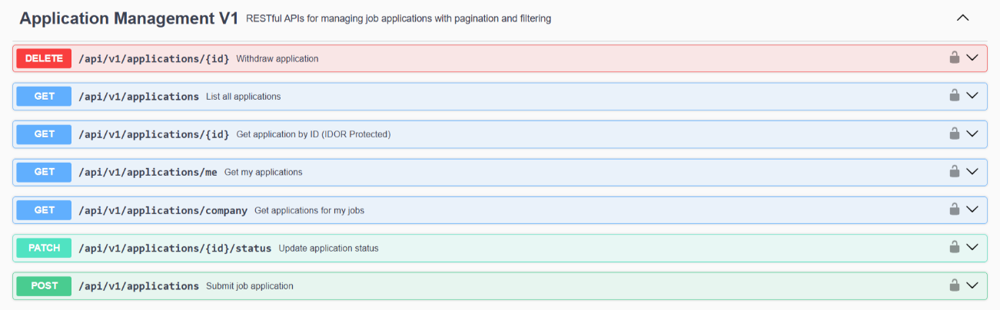 Application Management V1 RESTful APIs for managing job applications with pagination and filtering
DELETE /api/v1/applications/{id} Withdraw application
GET /api/v1/applications List all applications
GET /api/v1/applications/{id} Get application by ID (IDOR Protected)
GET /api/v1/applications/me Get my applications
GET /api/v1/applications/company Get applications for my jobs
PATCH /api/v1/applications/{id}/status Update application status
POST /api/v1/applications Submit job application